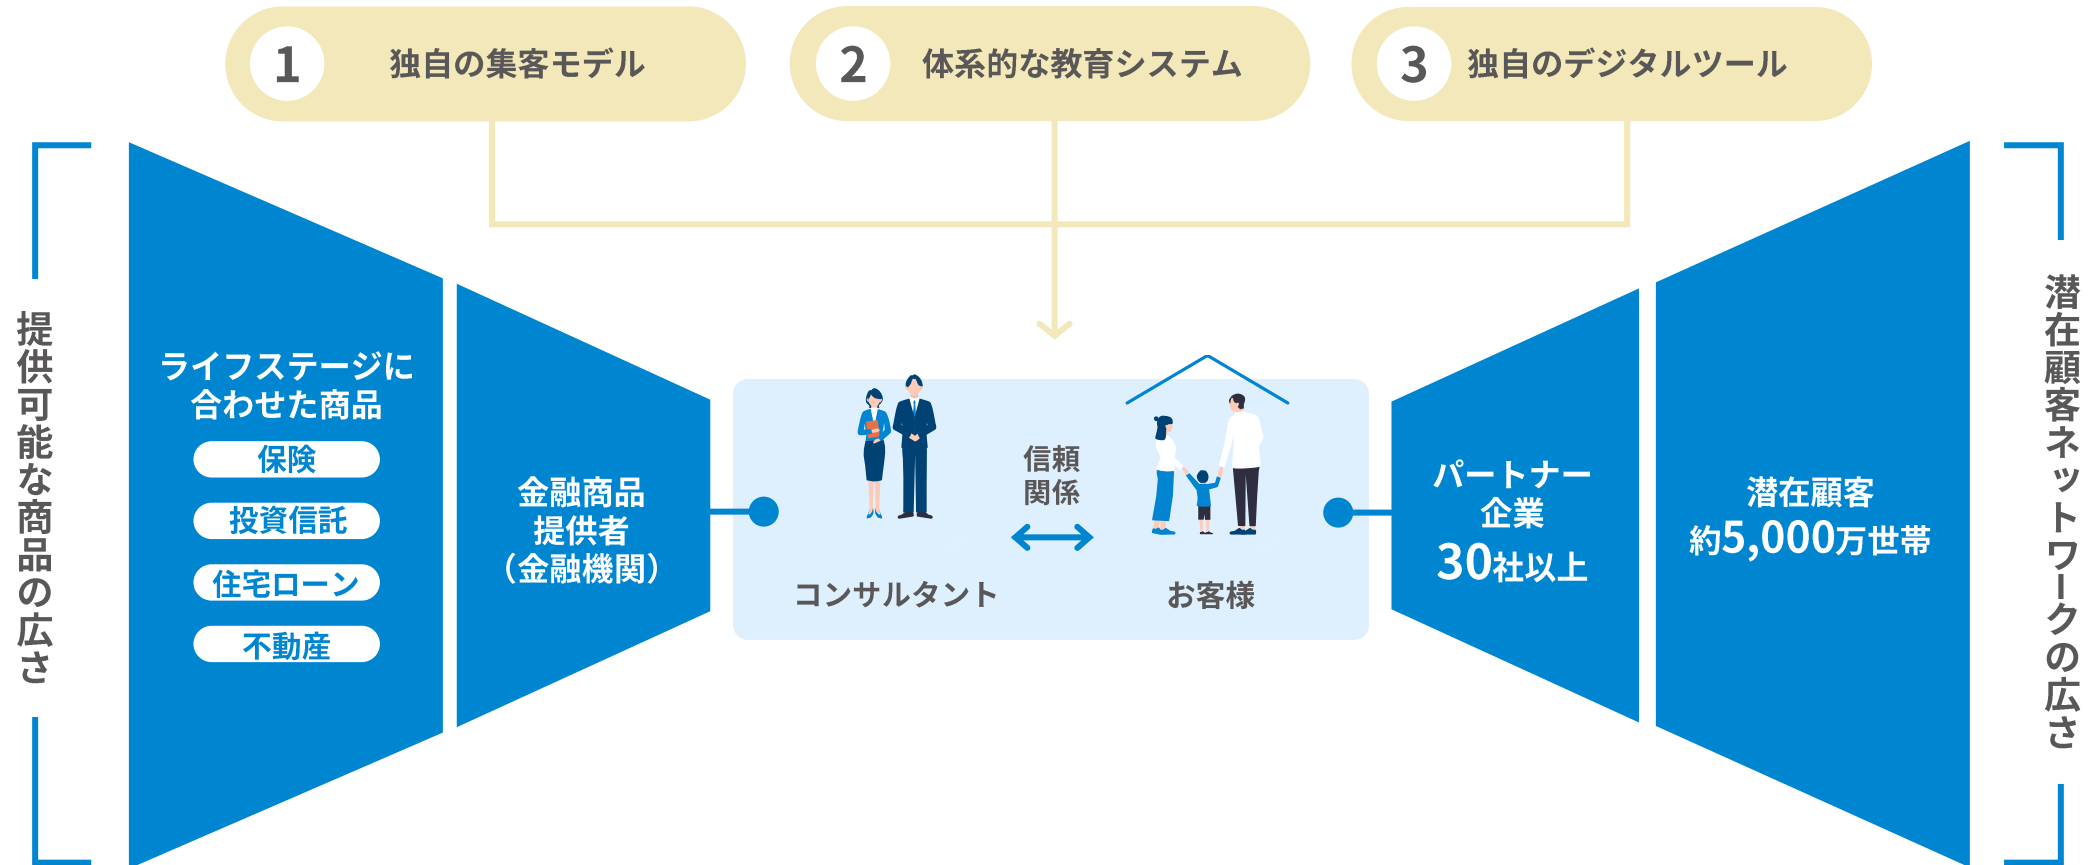 1 独自の集客モデル
2 体系的な教育システム
3 独自のデジタルツール
提供可能な商品の広さ
ライフステージに
合わせた商品
保険
投資信託
住宅ローン
不動産
金融商品
提供者
（金融機関）
コンサルタント
信頼
関係
お客様
パートナー
企業
30社以上
潜在顧客
約5,000万世帯
潜在顧客ネットワークの広さ